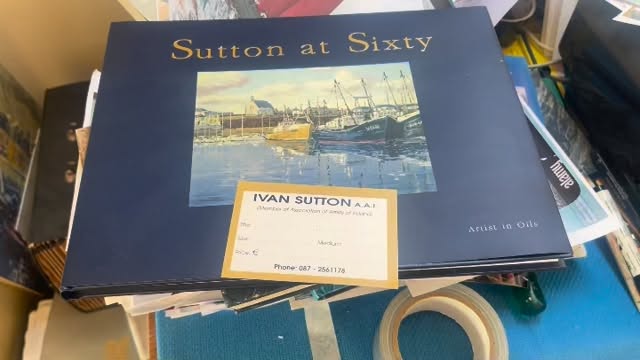 Sutton at Sixty
IVAN SUTTON A.A.I.
(Member of Association of Artists of Ireland)
Title:
Size: Medium:
Price: €
Phone: 087 - 2561178
Artist in Oils
alamy